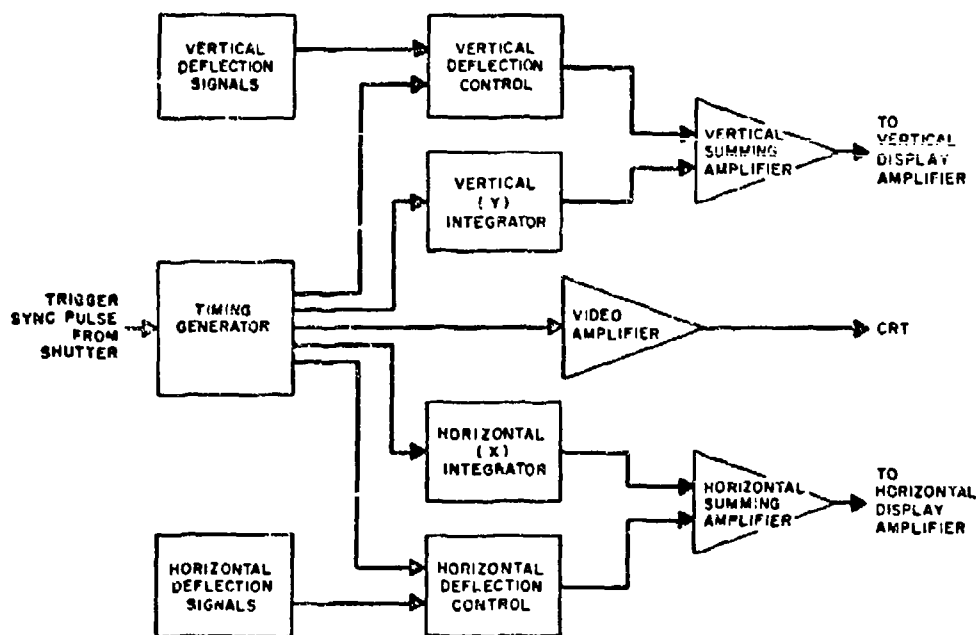 VERTICAL
DEFLECTION
SIGNALS
VERTICAL
DEFLECTION
CONTROL
VERTICAL
SUMMING
AMPLIFIER
TO
VERTICAL
DISPLAY
AMPLIFIER
VERTICAL
(Y)
INTEGRATOR
TRIGGER
SYNC PULSE
FROM
SHUTTER
TIMING
GENERATOR
VIDEO
AMPLIFIER
CRT
HORIZONTAL
(X)
INTEGRATOR
HORIZONTAL
SUMMING
AMPLIFIER
TO
HORIZONTAL
DISPLAY
AMPLIFIER
HORIZONTAL
DEFLECTION
SIGNALS
HORIZONTAL
DEFLECTION
CONTROL